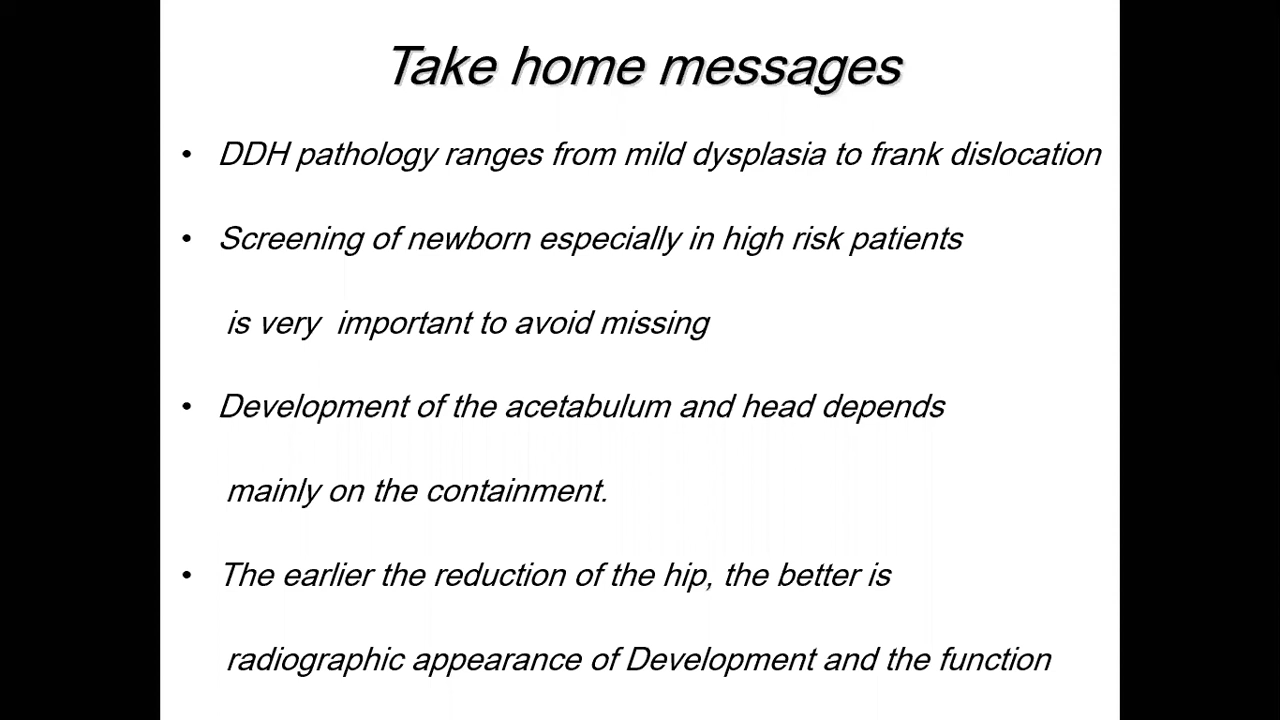 Take home messages
• DDH pathology ranges from mild dysplasia to frank dislocation
• Screening of newborn especially in high risk patients
is very important to avoid missing
• Development of the acetabulum and head depends
mainly on the containment.
• The earlier the reduction of the hip, the better is
radiographic appearance of Development and the function